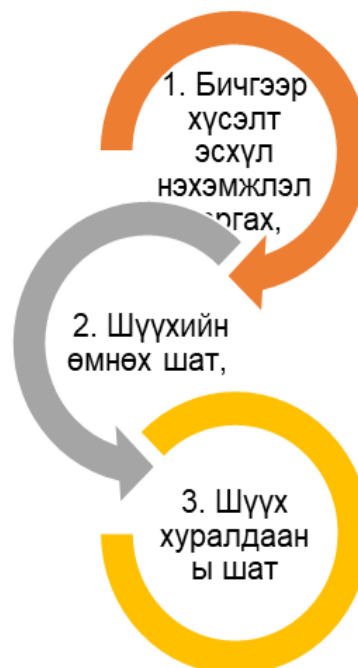 1. Бичгээр
хүсэлт
эсхүл
нэхэмжлэл
2. Шүүхийн
өмнөх шат,
3. Шүүх
хуралдаан
ы шат